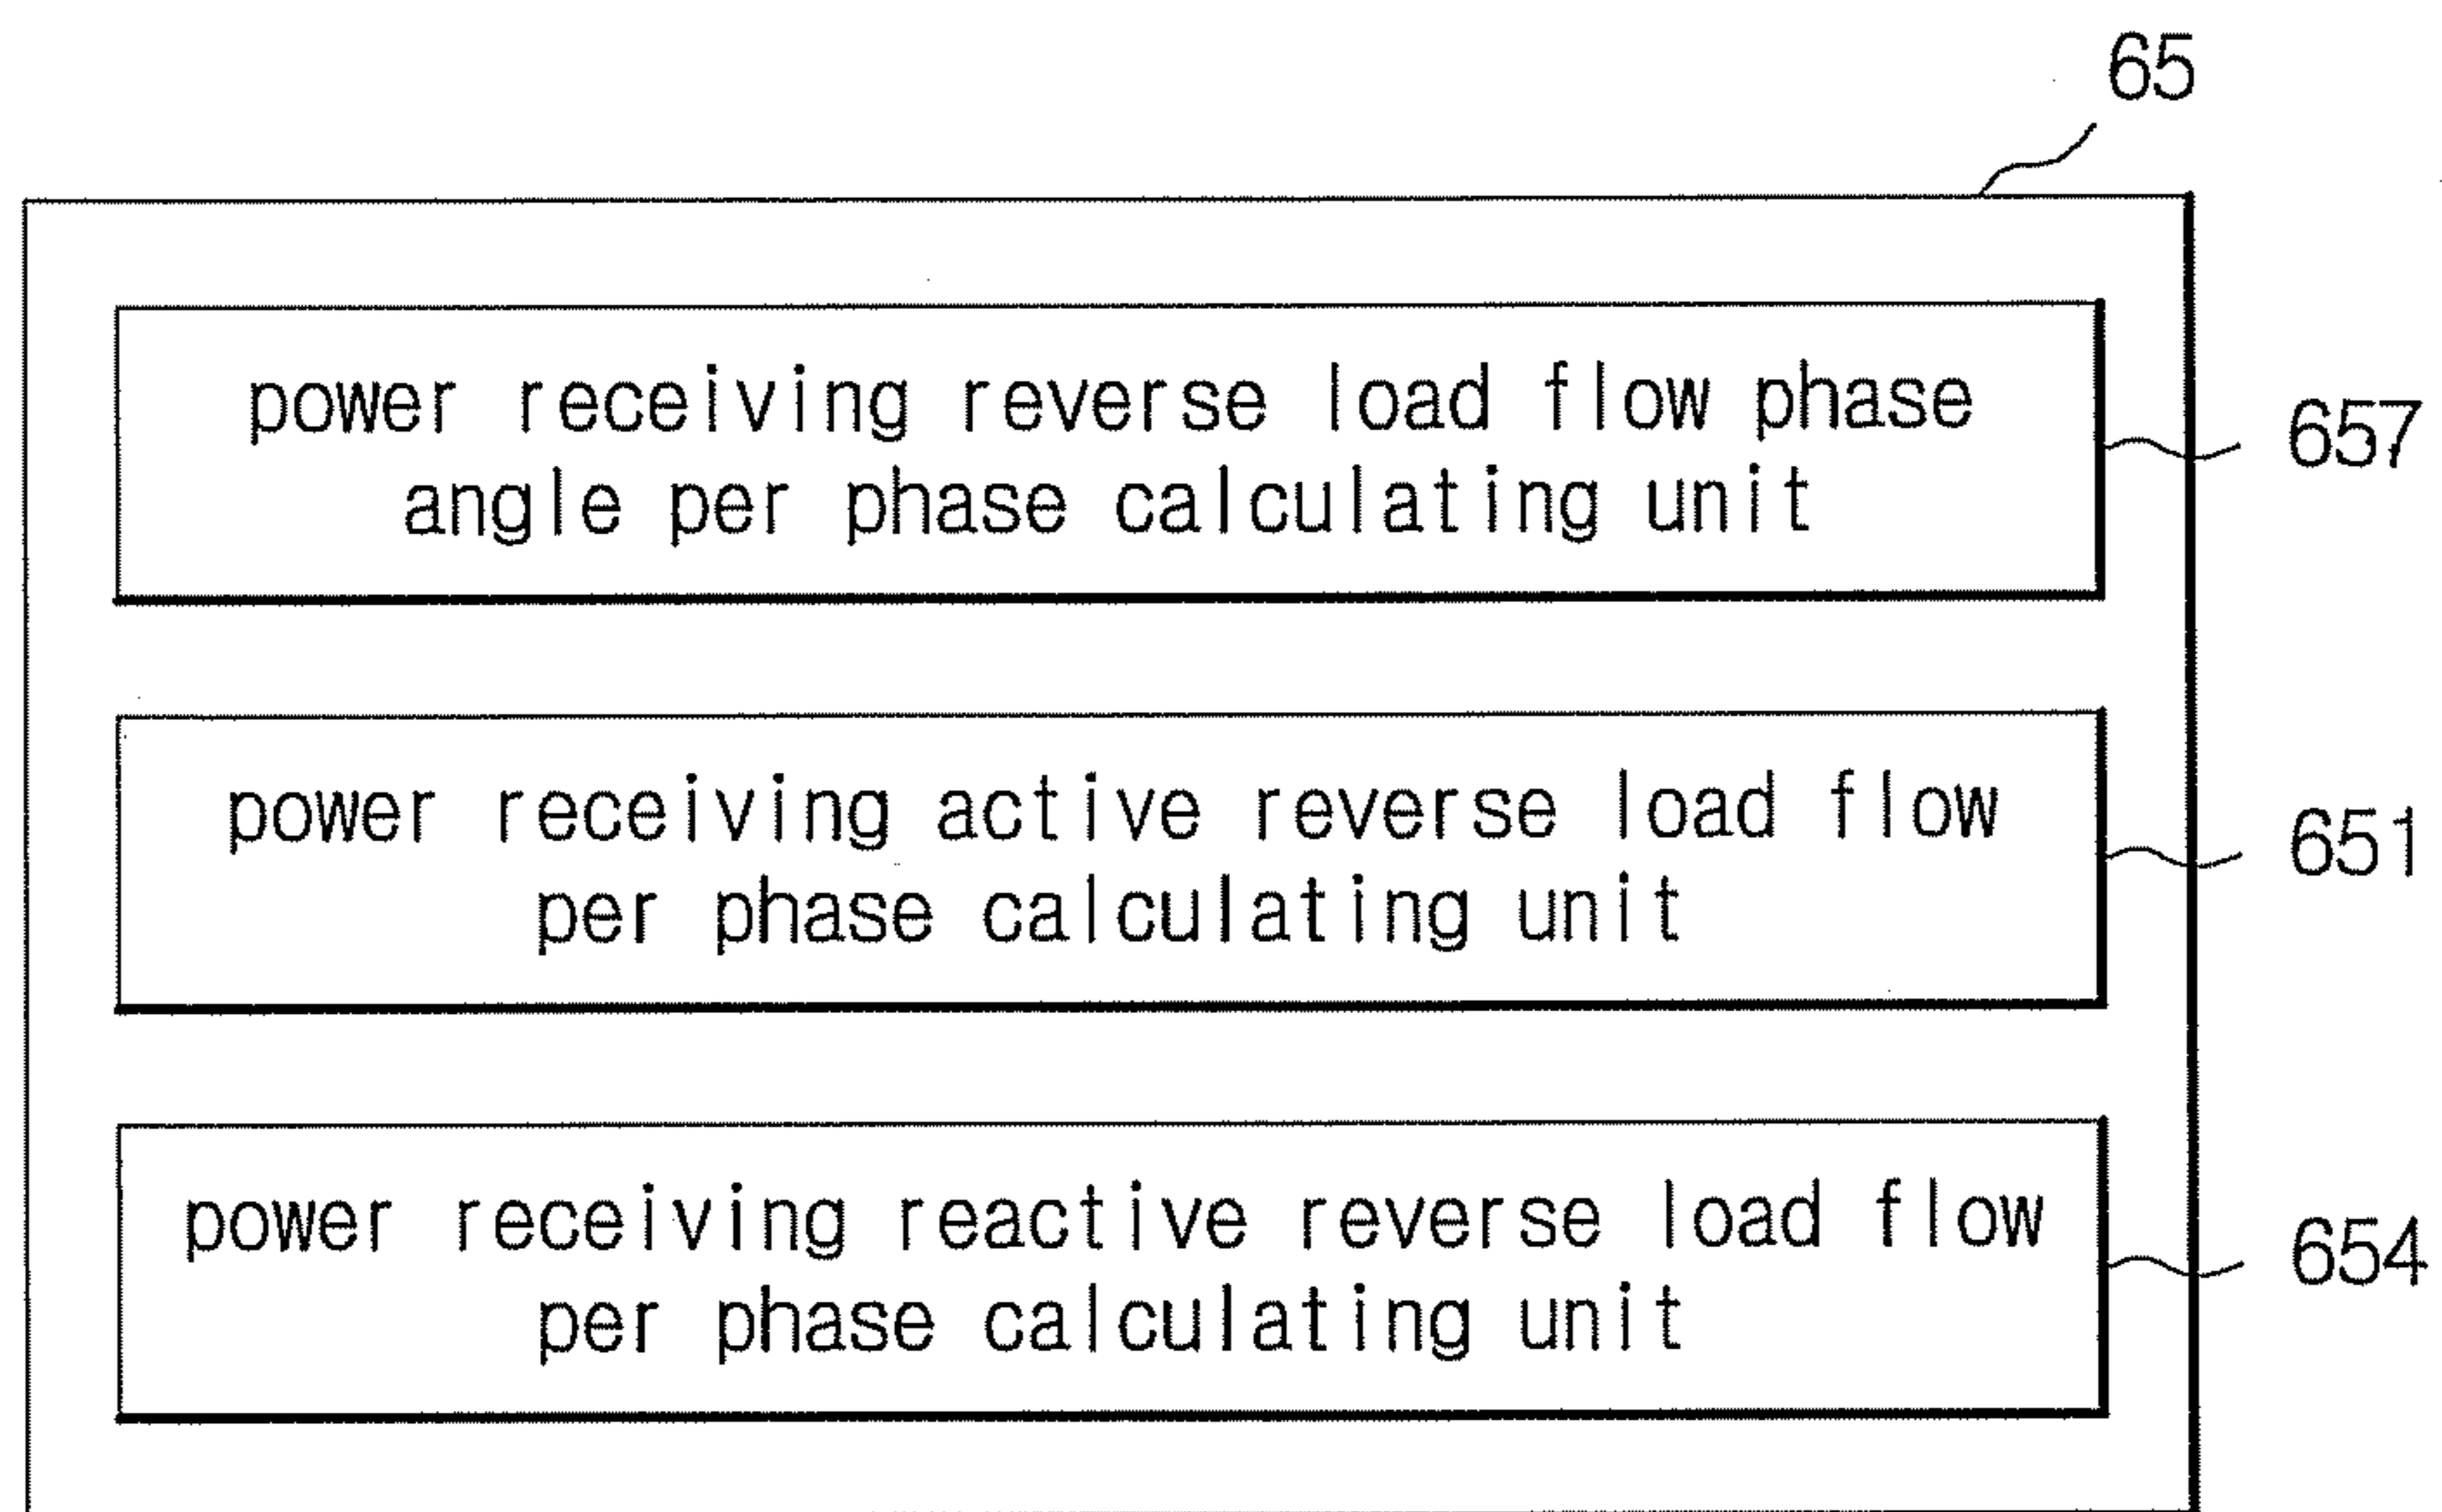 65
power receiving reverse load flow phase
angle per phase calculating unit
657
power receiving active reverse load flow
per phase calculating unit
651
power receiving reactive reverse load flow
per phase calculating unit
654